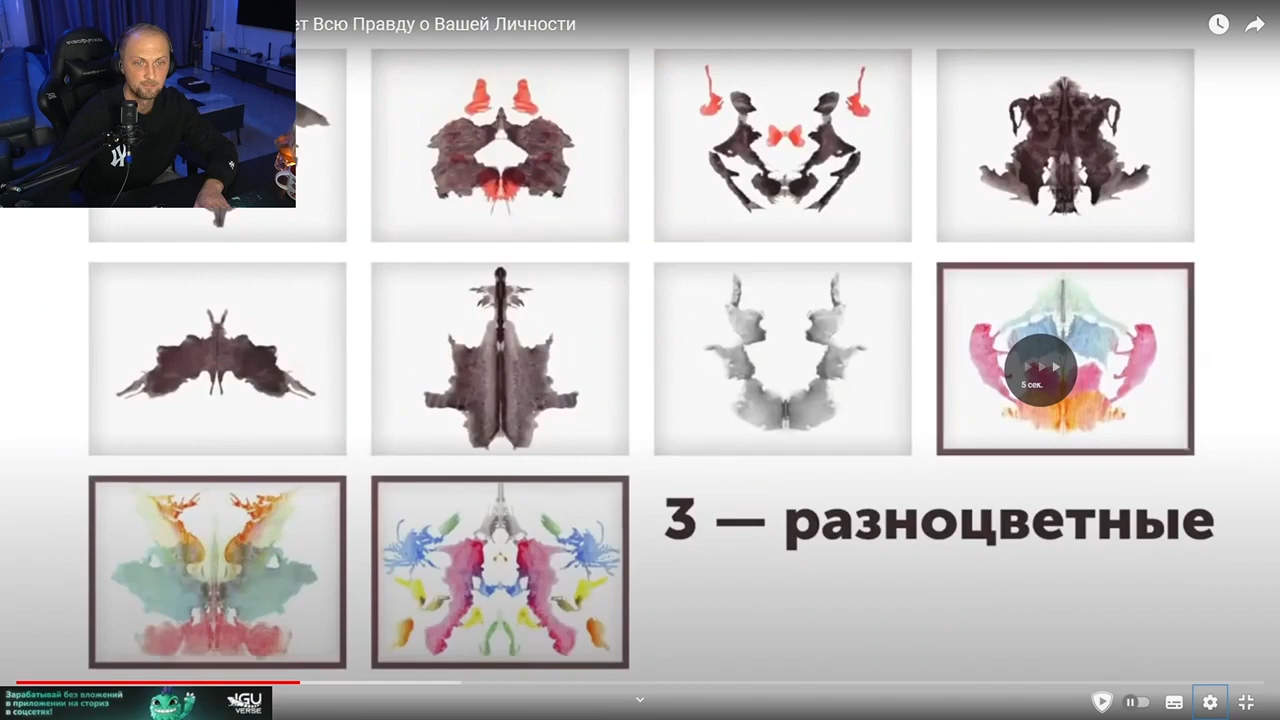 ет Всю Правду о Вашей Личности
5 сек.
3 — разноцветные
Зарабатывай без вложений
в приложении на сториз
в соцсетях!
IGU
VERSE